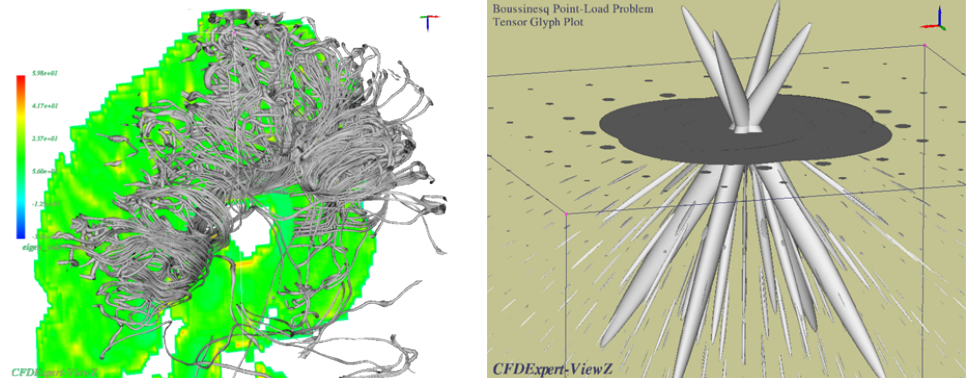 5.98e+01
4.17e+01
2.37e+01
CFDExpert-ViewZ
Boussinesq Point-Load Problem
Tensor Glyph Plot
CFDExpert-ViewZ